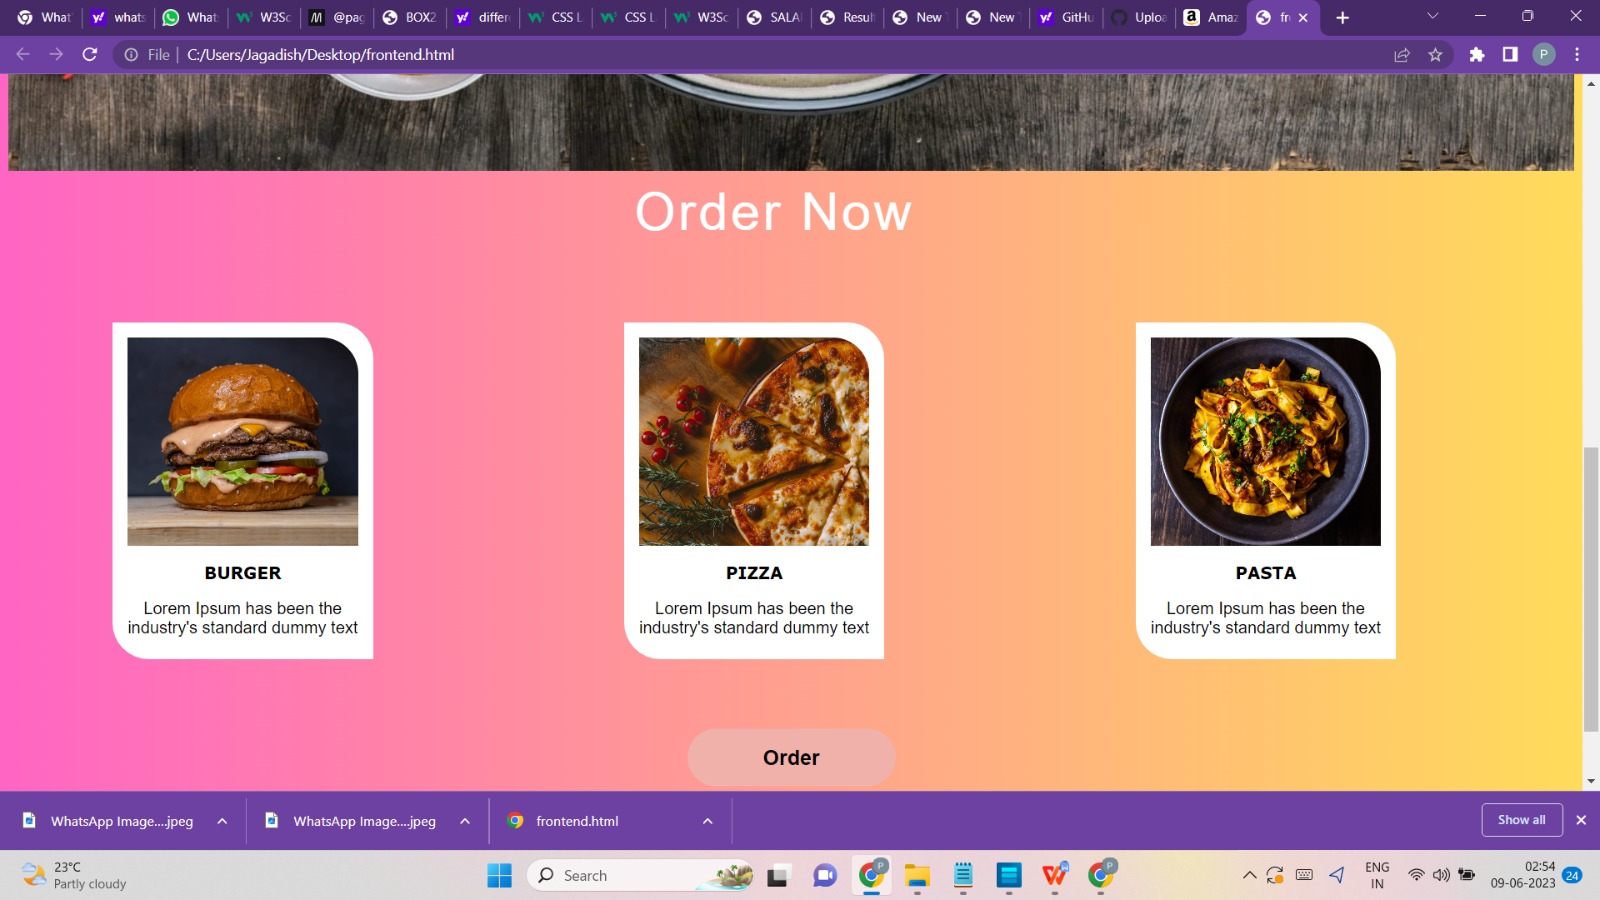 What'
whats
What
W3Sc
@pag
BOX2
differ
CSS L
CSS L
W3Sc
SALA
Resul
New
New
GitHu
Uploa
Amaz
fr
File
C:/Users/Jagadish/Desktop/frontend.html
P
Order Now
BURGER
Lorem Ipsum has been the
industry's standard dummy text
PIZZA
Lorem Ipsum has been the
industry's standard dummy text
PASTA
Lorem Ipsum has been the
industry's standard dummy text
Order
WhatsApp Image....jpeg
WhatsApp Image....jpeg
frontend.html
Show all
23°C
Partly cloudy
Search
P
P
ENG
IN
02:54
09-06-2023
24